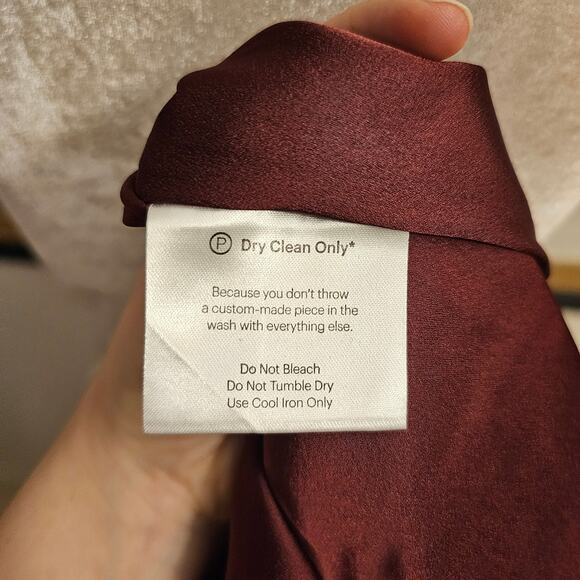 Ⓟ Dry Clean Only*
Because you don't throw
a custom-made piece in the
wash with everything else.
Do Not Bleach
Do Not Tumble Dry
Use Cool Iron Only